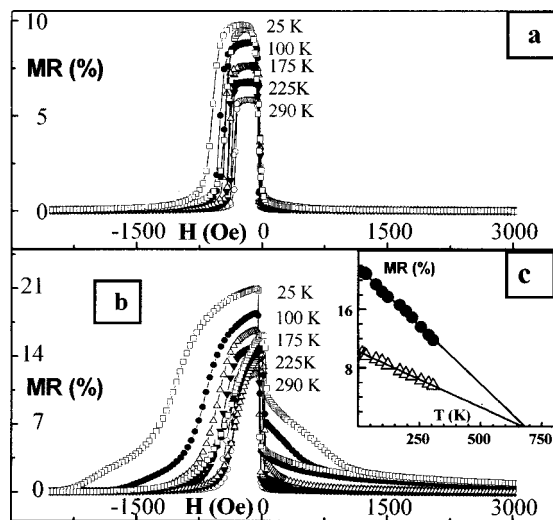 10
a
25 K
100 K
MR (%)
175 K
225K
5
290 K
0
-1500
H (Oe)
0
1500
3000
21
b
25 K
MR (%)
c
100 K
16
14
175 K
MR (%)
225K
8
290 K
7
T (K)
250
500
750
0
-1500
H (Oe)
0
1500
3000